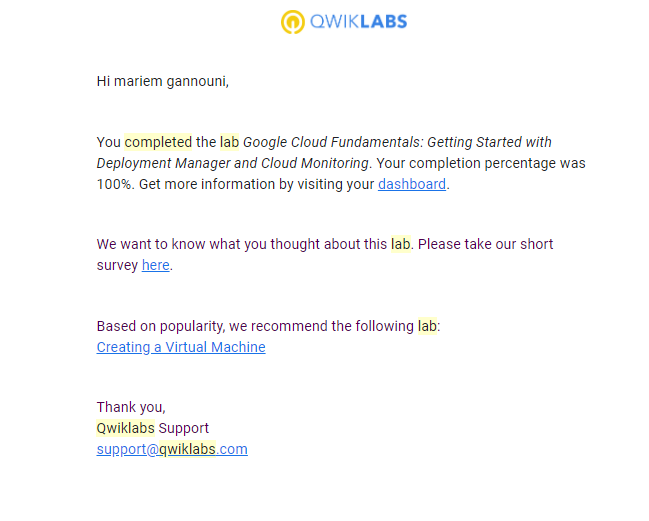 QWIKLABS
Hi mariem gannouni,
You completed the lab Google Cloud Fundamentals: Getting Started with
Deployment Manager and Cloud Monitoring. Your completion percentage was
100%. Get more information by visiting your dashboard.
We want to know what you thought about this lab. Please take our short
survey here.
Based on popularity, we recommend the following lab:
Creating a Virtual Machine
Thank you,
Qwiklabs Support
support@qwiklabs.com